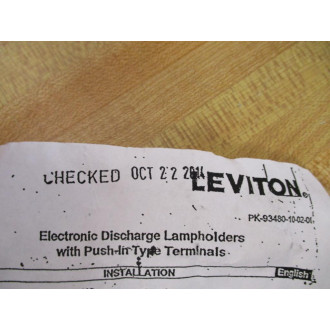 CHECKED OCT 22 2014
LEVITON®
PK-93480-10-02-0
Electronic Discharge Lampholders
with Push-In Type Terminals
INSTALLATION
English